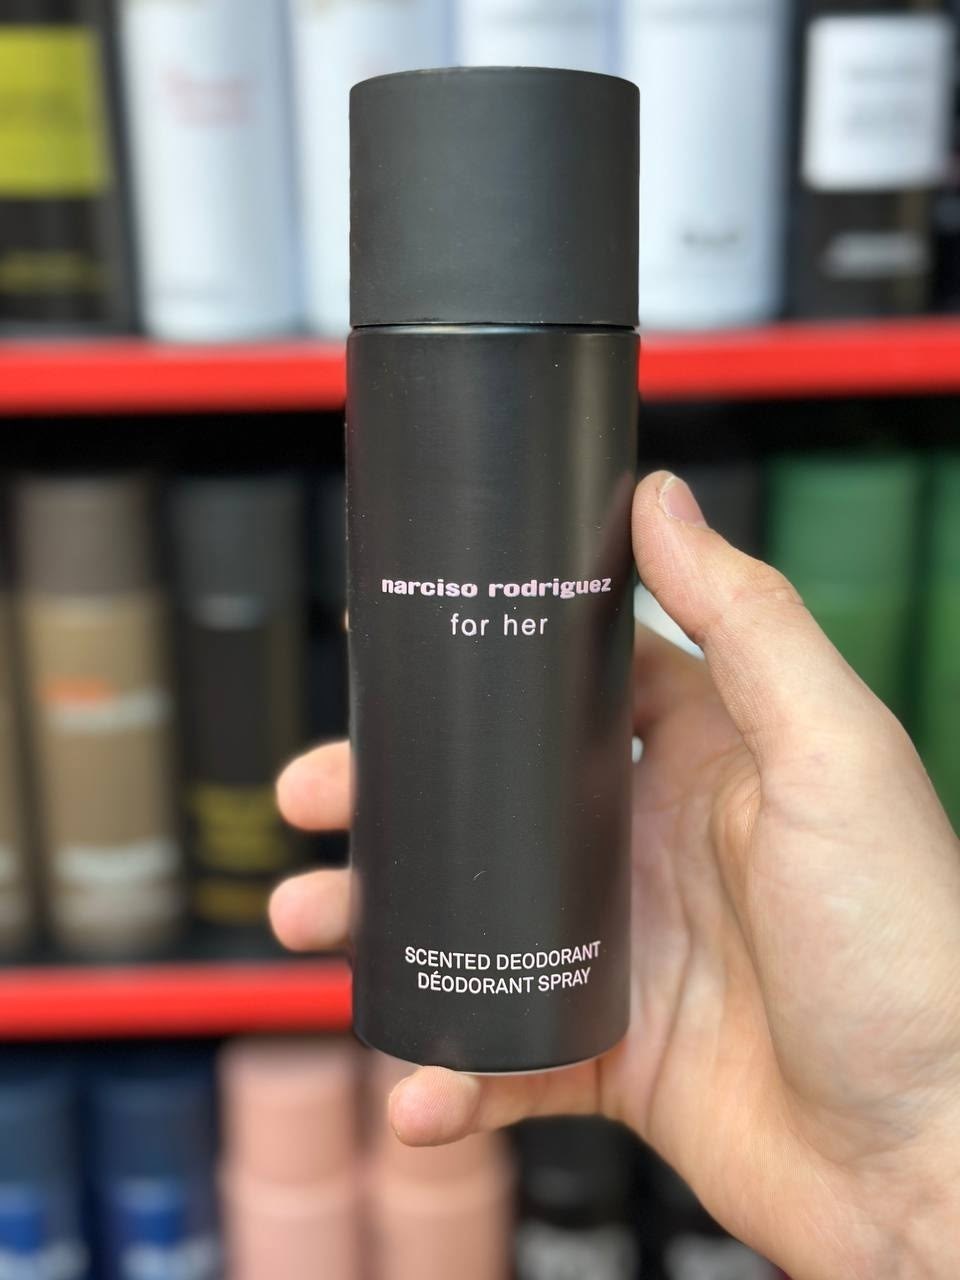 narciso rodriguez
for her
SCENTED DEODORANT
DÉODORANT SPRAY